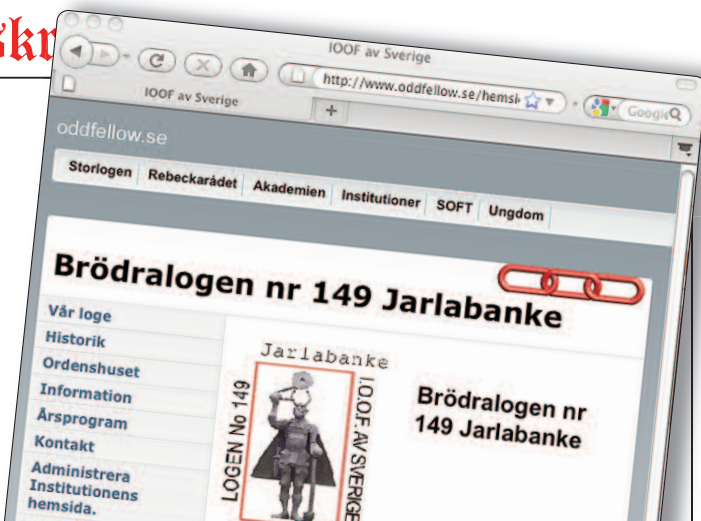 IOOF av Sverige
http://www.oddfellow.se/hemsi
Google
IOOF av Sverige
+
oddfellow.se
Storlogen Rebeckarådet Akademien Institutioner SOFT Ungdom
Brödralogen nr 149 Jarlabanke
Vår loge
Historik
Ordenshuset
Information
Årsprogram
Kontakt
Administrera
Institutionens
hemsida.
Jarlabanke
LOGEN No 149
I.O.O.F. AV SVERIGE
Brödralogen nr
149 Jarlabanke